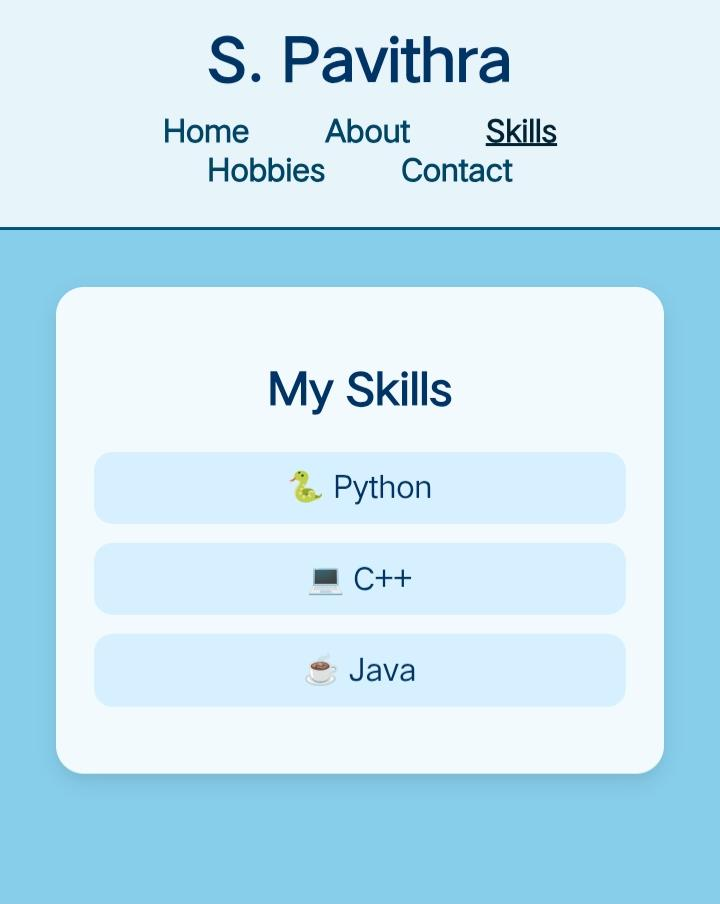 S. Pavithra
Home About Skills
Hobbies Contact
My Skills
🐍 Python
💻 C++
☕ Java